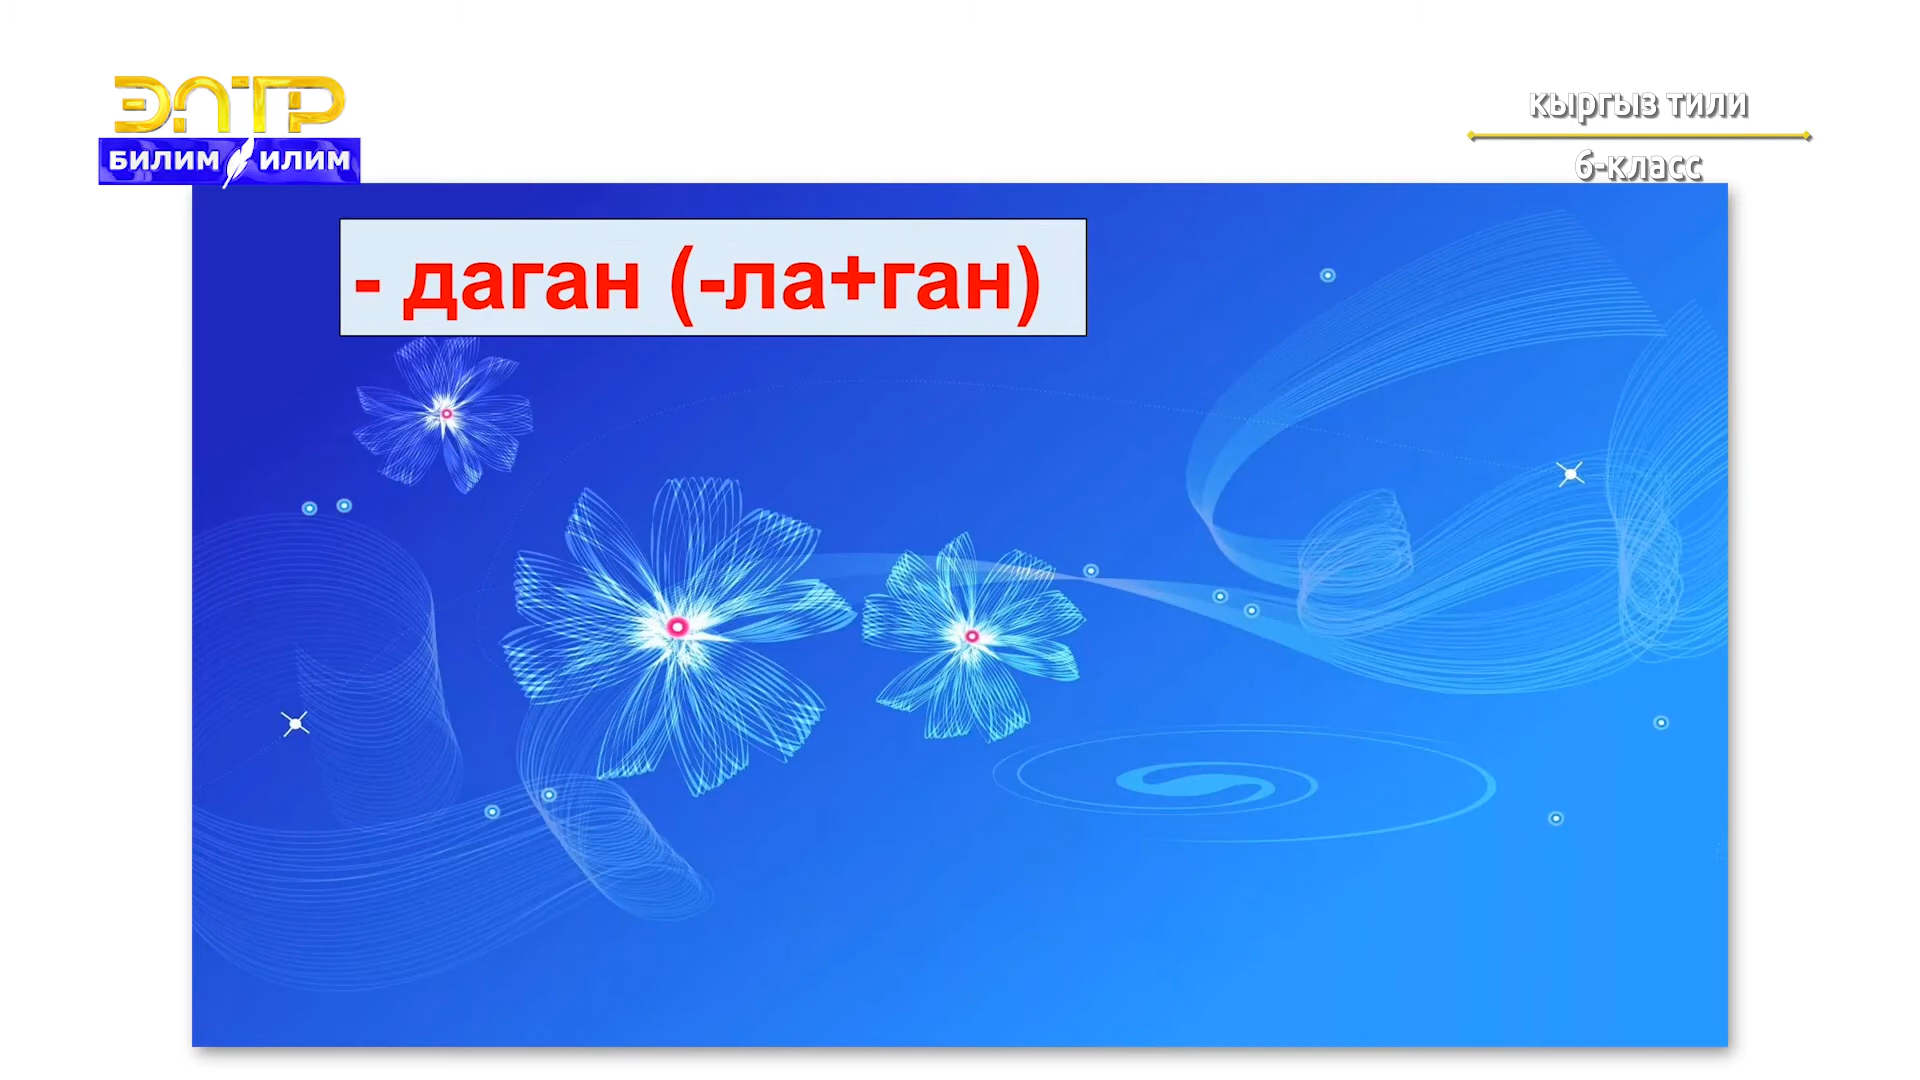 ЭЛТР
БИЛИМ ИЛИМ
кыргыз тили
6-класс
- даган (-ла+ган)